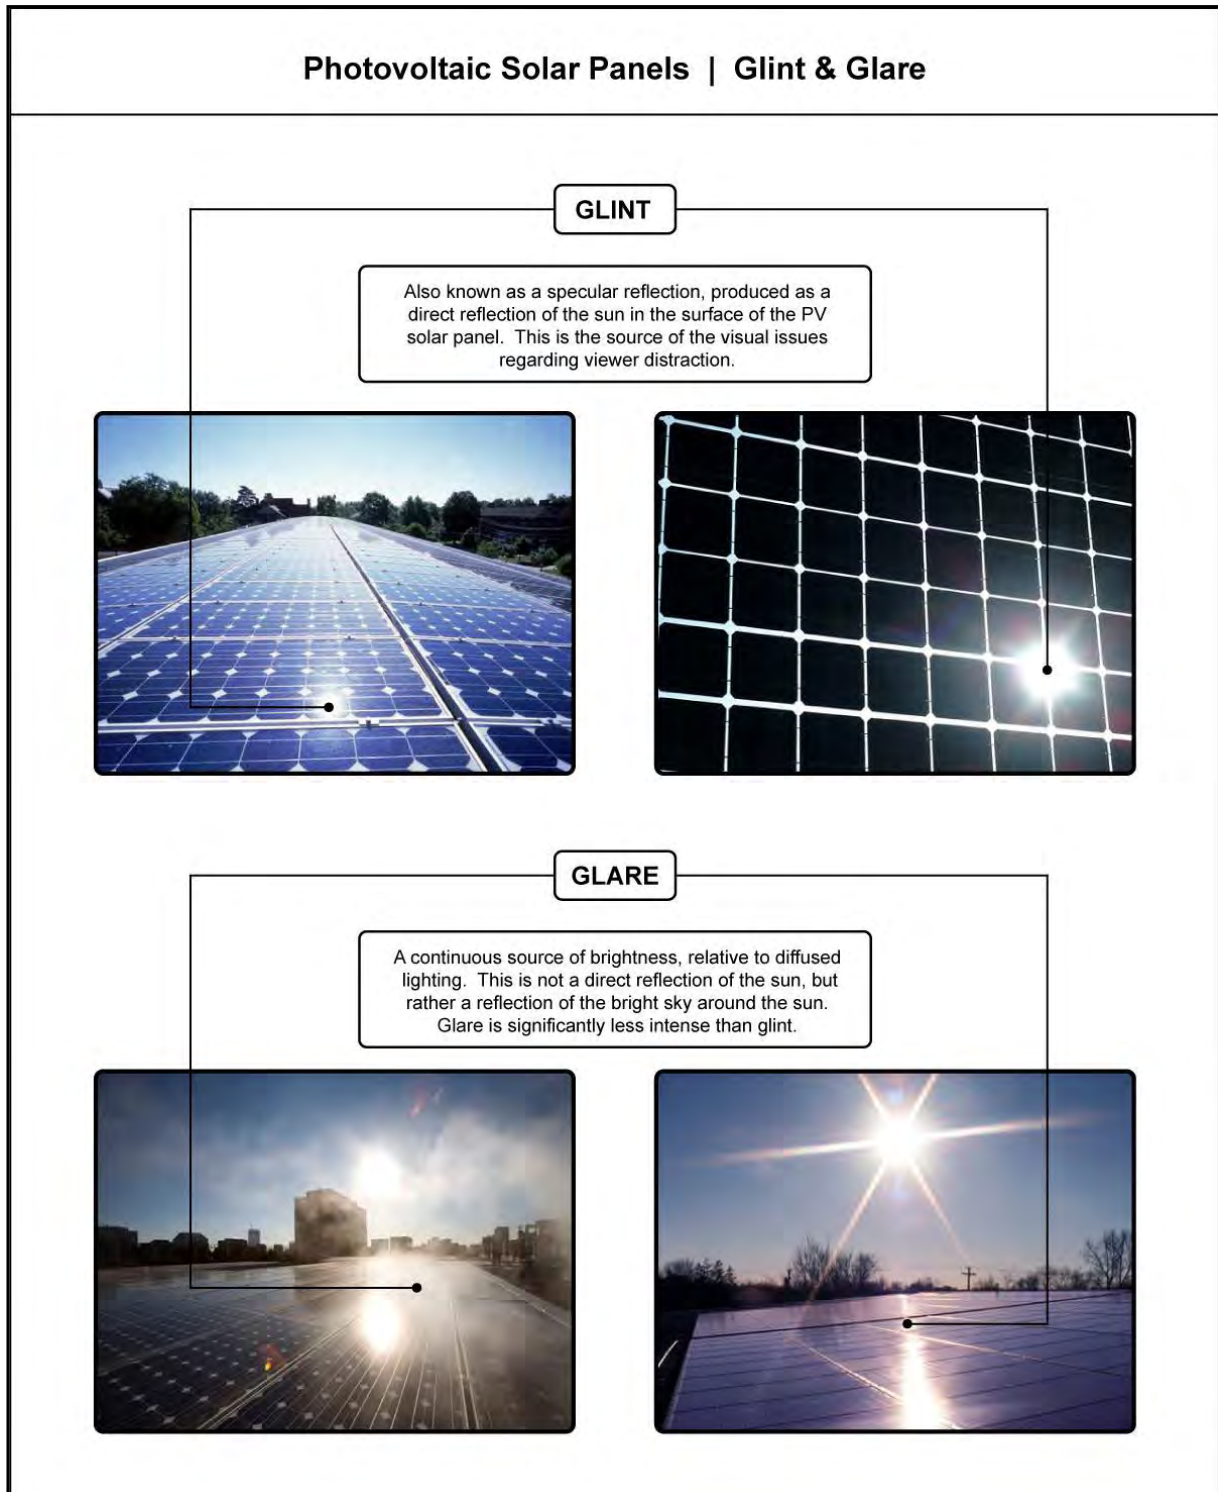 Photovoltaic Solar Panels | Glint & Glare
GLINT
Also known as a specular reflection, produced as a
direct reflection of the sun in the surface of the PV
solar panel. This is the source of the visual issues
regarding viewer distraction.
GLARE
A continuous source of brightness, relative to diffused
lighting. This is not a direct reflection of the sun, but
rather a reflection of the bright sky around the sun.
Glare is significantly less intense than glint.